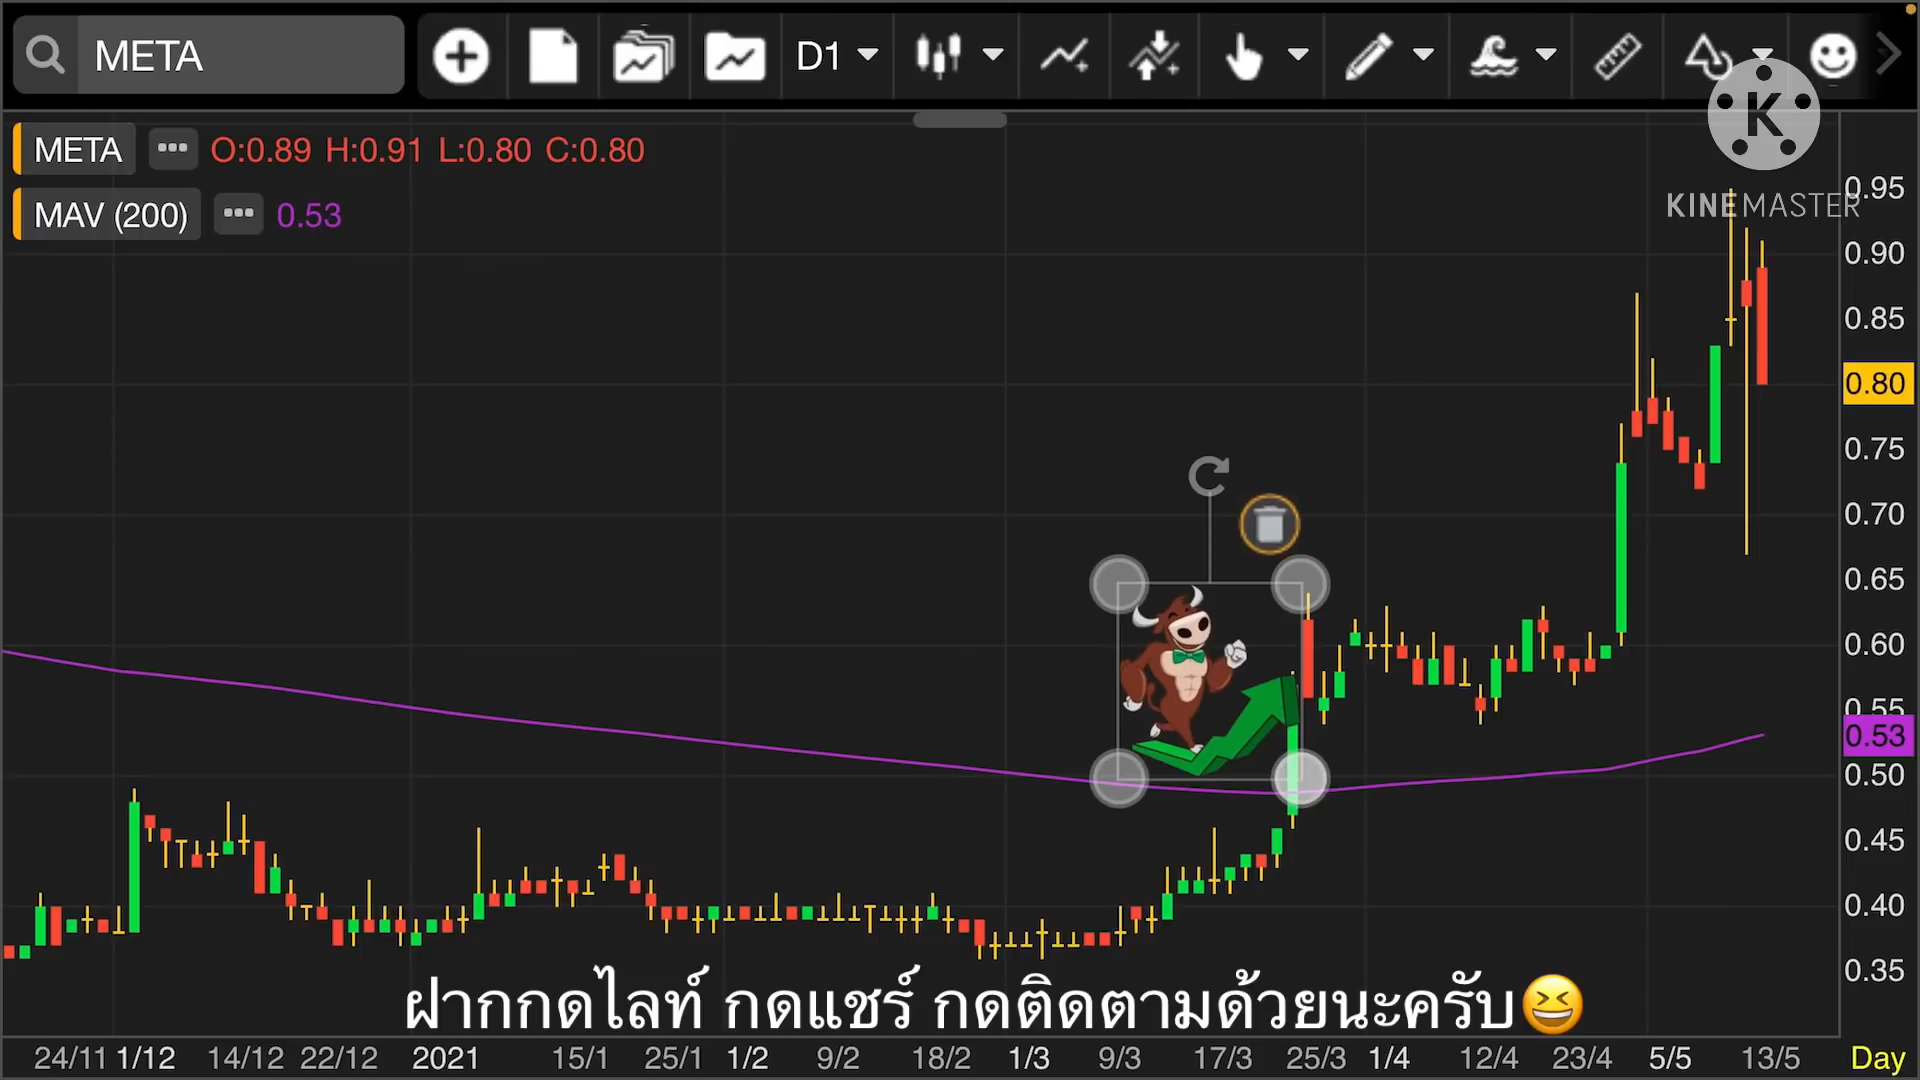 META
D1
K
KINEMASTER
META ••• O:0.89 H:0.91 L:0.80 C:0.80
MAV (200) ••• 0.53
0.95
0.90
0.85
0.80
0.75
0.70
0.65
0.60
0.55
0.53
0.50
0.45
0.40
0.35
ฝากกดไลท์ กดแชร์ กดติดตามด้วยนะครับ😆
24/11 1/12 14/12 22/12 2021 15/1 25/1 1/2 9/2 18/2 1/3 9/3 17/3 25/3 1/4 12/4 23/4 5/5 13/5 Day